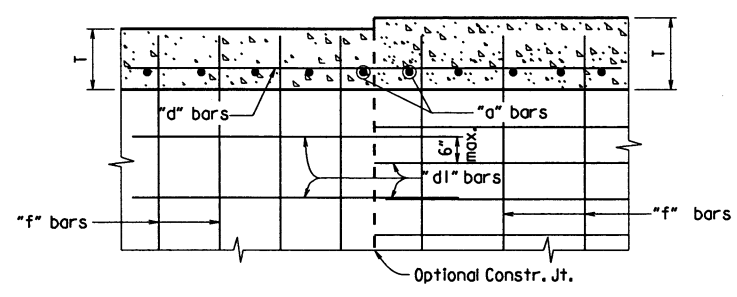 T
T
"d" bars
"a" bars
6" max.
"d1" bars
"f" bars
"f" bars
Optional Constr. Jt.